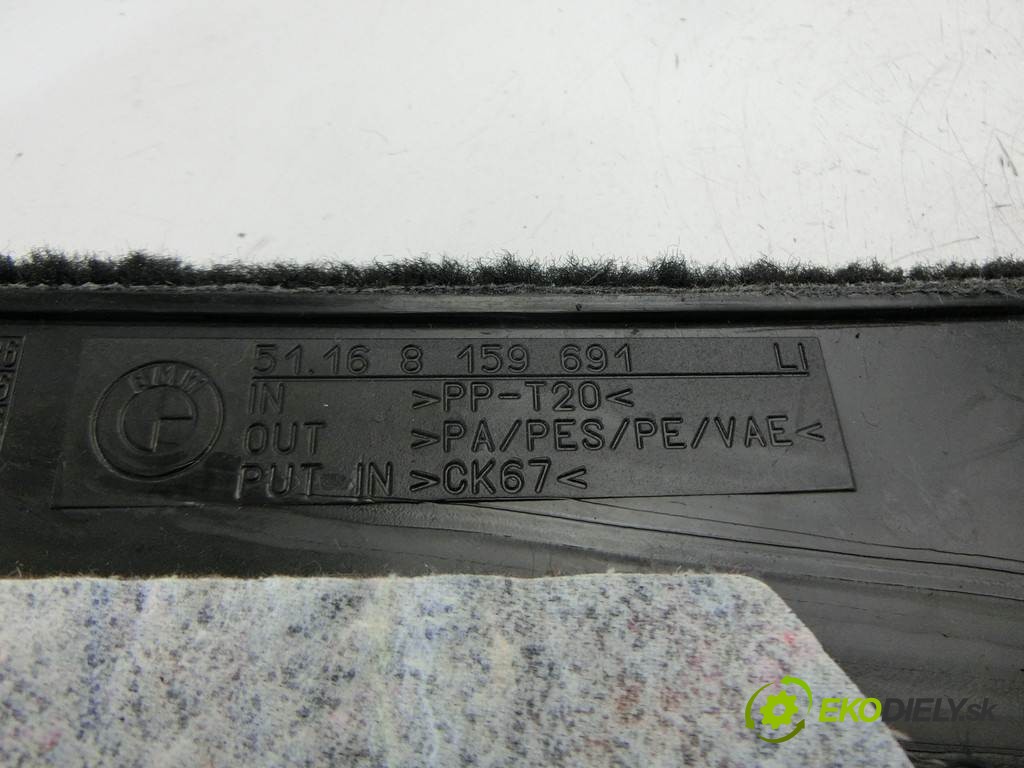 51.16 8 159 691 LI
BMW
IN >PP-T20<
OUT >PA/PES/PE/VAE<
PUT IN >CK67<
EKODIELY.sk